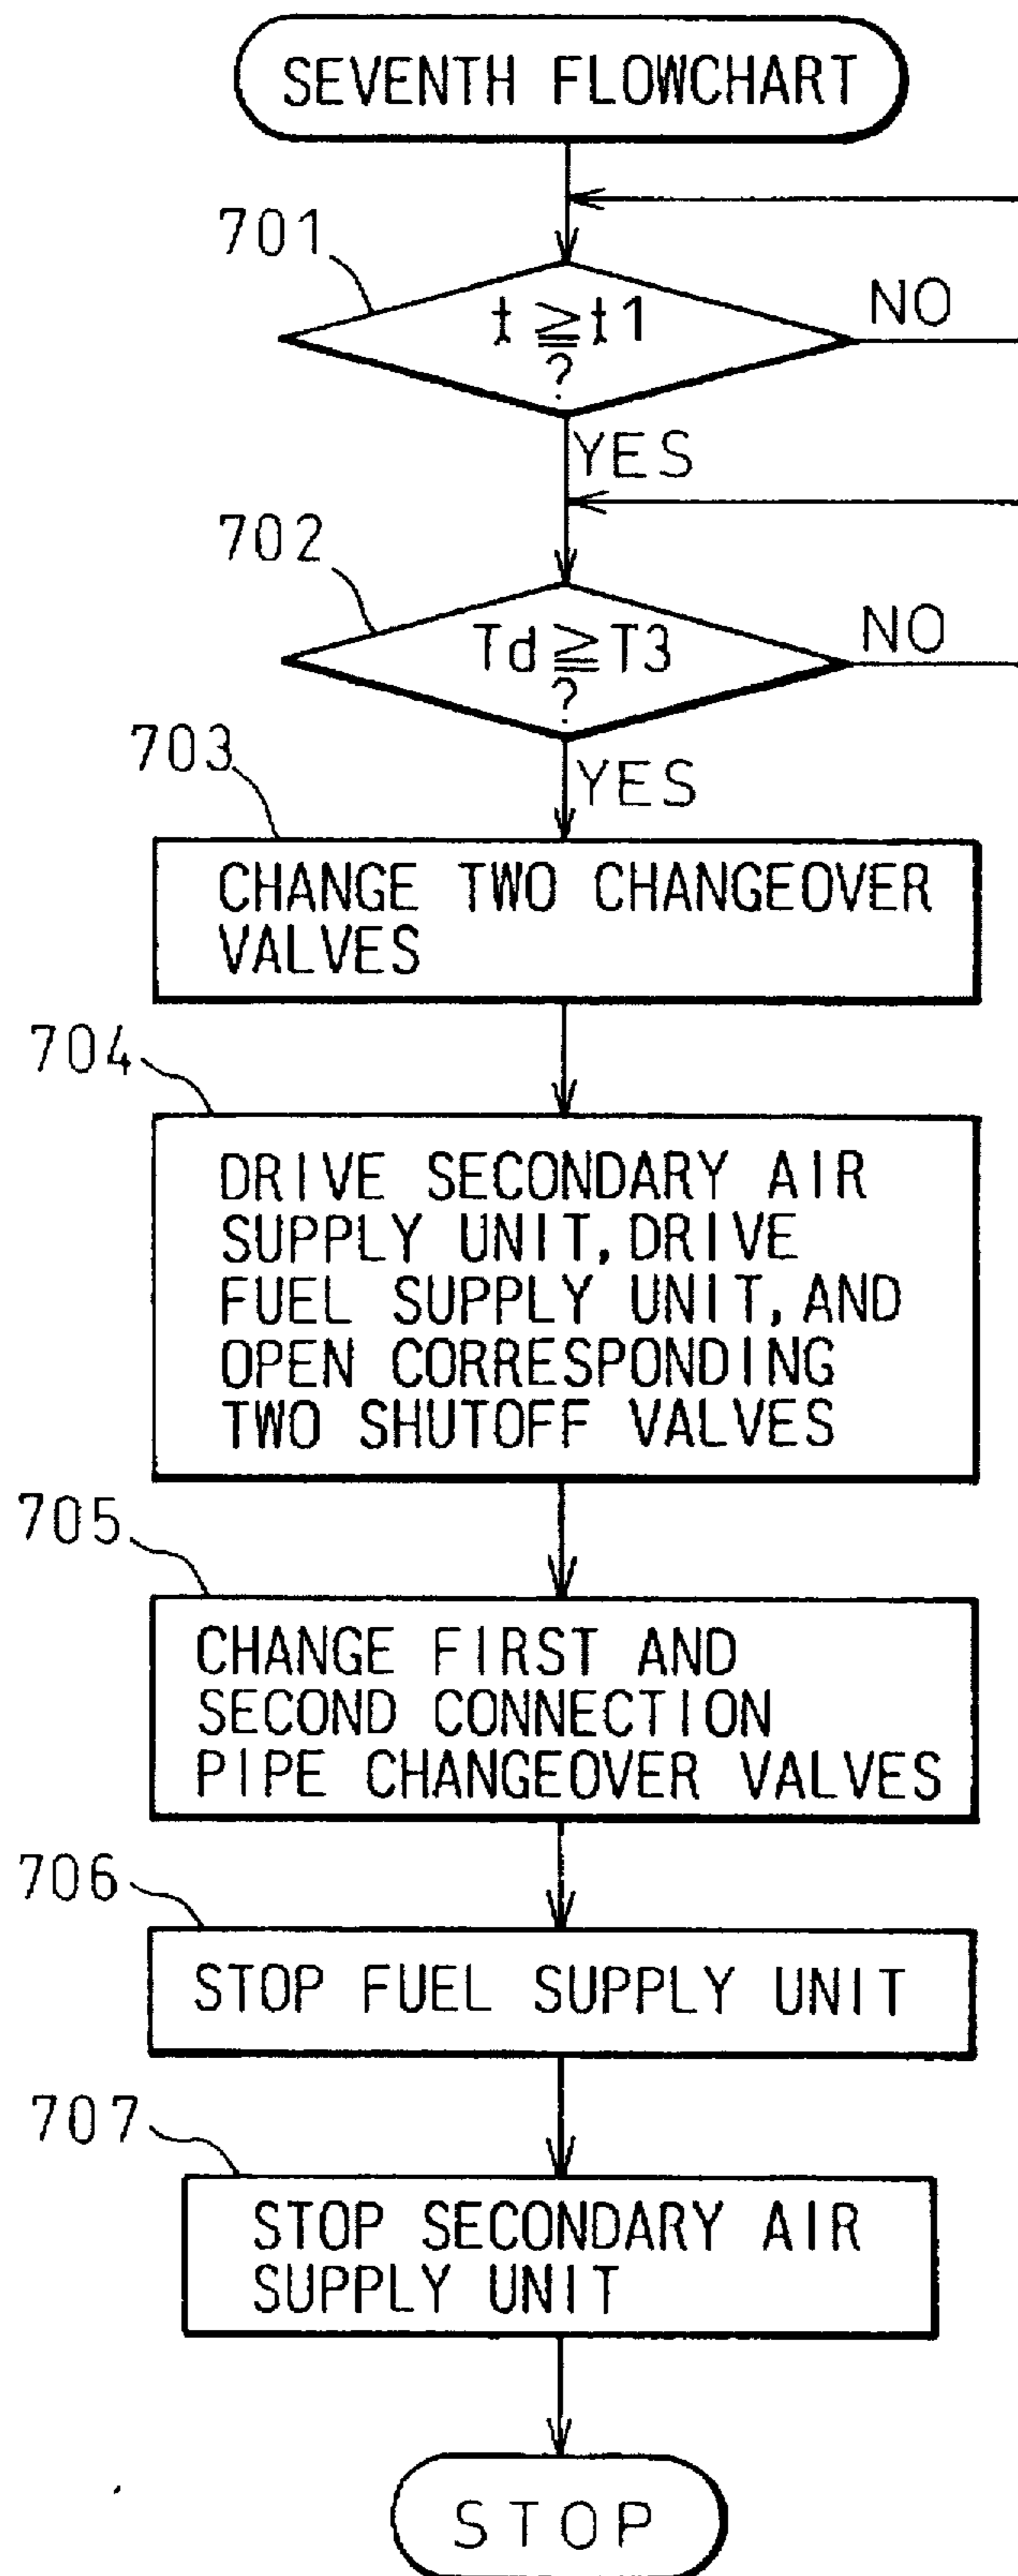 SEVENTH FLOWCHART
701
t ≧ t1
?
NO
YES
702
Td ≧ T3
?
NO
YES
703
CHANGE TWO CHANGEOVER
VALVES
704
DRIVE SECONDARY AIR
SUPPLY UNIT, DRIVE
FUEL SUPPLY UNIT, AND
OPEN CORRESPONDING
TWO SHUTOFF VALVES
705
CHANGE FIRST AND
SECOND CONNECTION
PIPE CHANGEOVER VALVES
706
STOP FUEL SUPPLY UNIT
707
STOP SECONDARY AIR
SUPPLY UNIT
STOP